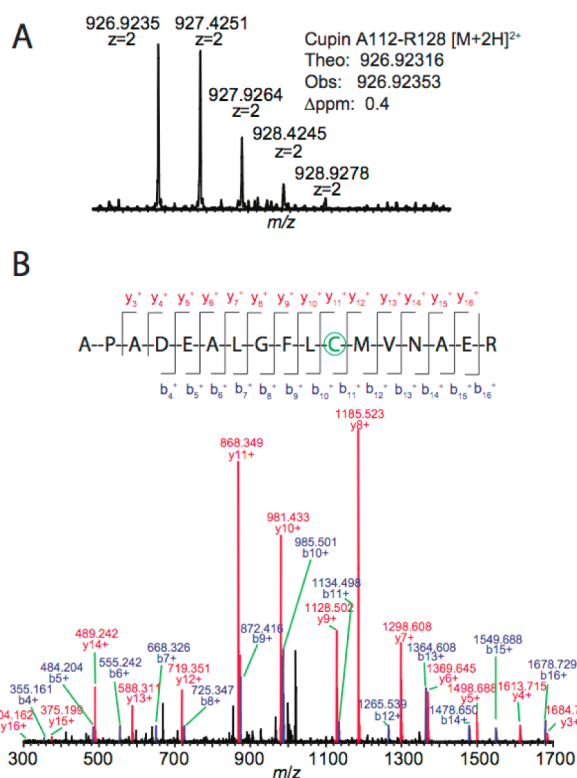 A
926.9235
z=2
927.4251
z=2
927.9264
z=2
928.4245
z=2
928.9278
z=2
Cupin A112-R128 [M+2H]²⁺
Theo: 926.92316
Obs: 926.92353
Δppm: 0.4
m/z
B
y₃⁺ y₄⁺ y₅⁺ y₆⁺ y₇⁺ y₈⁺ y₉⁺ y₁₀⁺ y₁₁⁺ y₁₂⁺ y₁₃⁺ y₁₄⁺ y₁₅⁺ y₁₆⁺
A-P-A-D-E-A-L-G-F-L-C-M-V-N-A-E-R
b₄⁺ b₅⁺ b₆⁺ b₇⁺ b₈⁺ b₉⁺ b₁₀⁺ b₁₁⁺ b₁₂⁺ b₁₃⁺ b₁₄⁺ b₁₅⁺ b₁₆⁺
1185.523
y8+
868.349
y11+
981.433
y10+
985.501
b10+
1134.498
b11+
1128.502
y9+
1298.608
y7+
872.416
b9+
1364.608
b13+
1369.645
y6+
1549.688
b15+
1678.729
b16+
489.242
y14+
484.204
b5+
555.242
b6+
668.326
b7+
719.351
y12+
725.347
b8+
588.311
y13+
355.161
b4+
375.199
y15+
04.162
y16+
1265.539
b12+
1478.650
b14+
1498.688
y5+
1613.715
y4+
1684.7
y3+
300 500 700 900 1100 1300 1500 1700
m/z